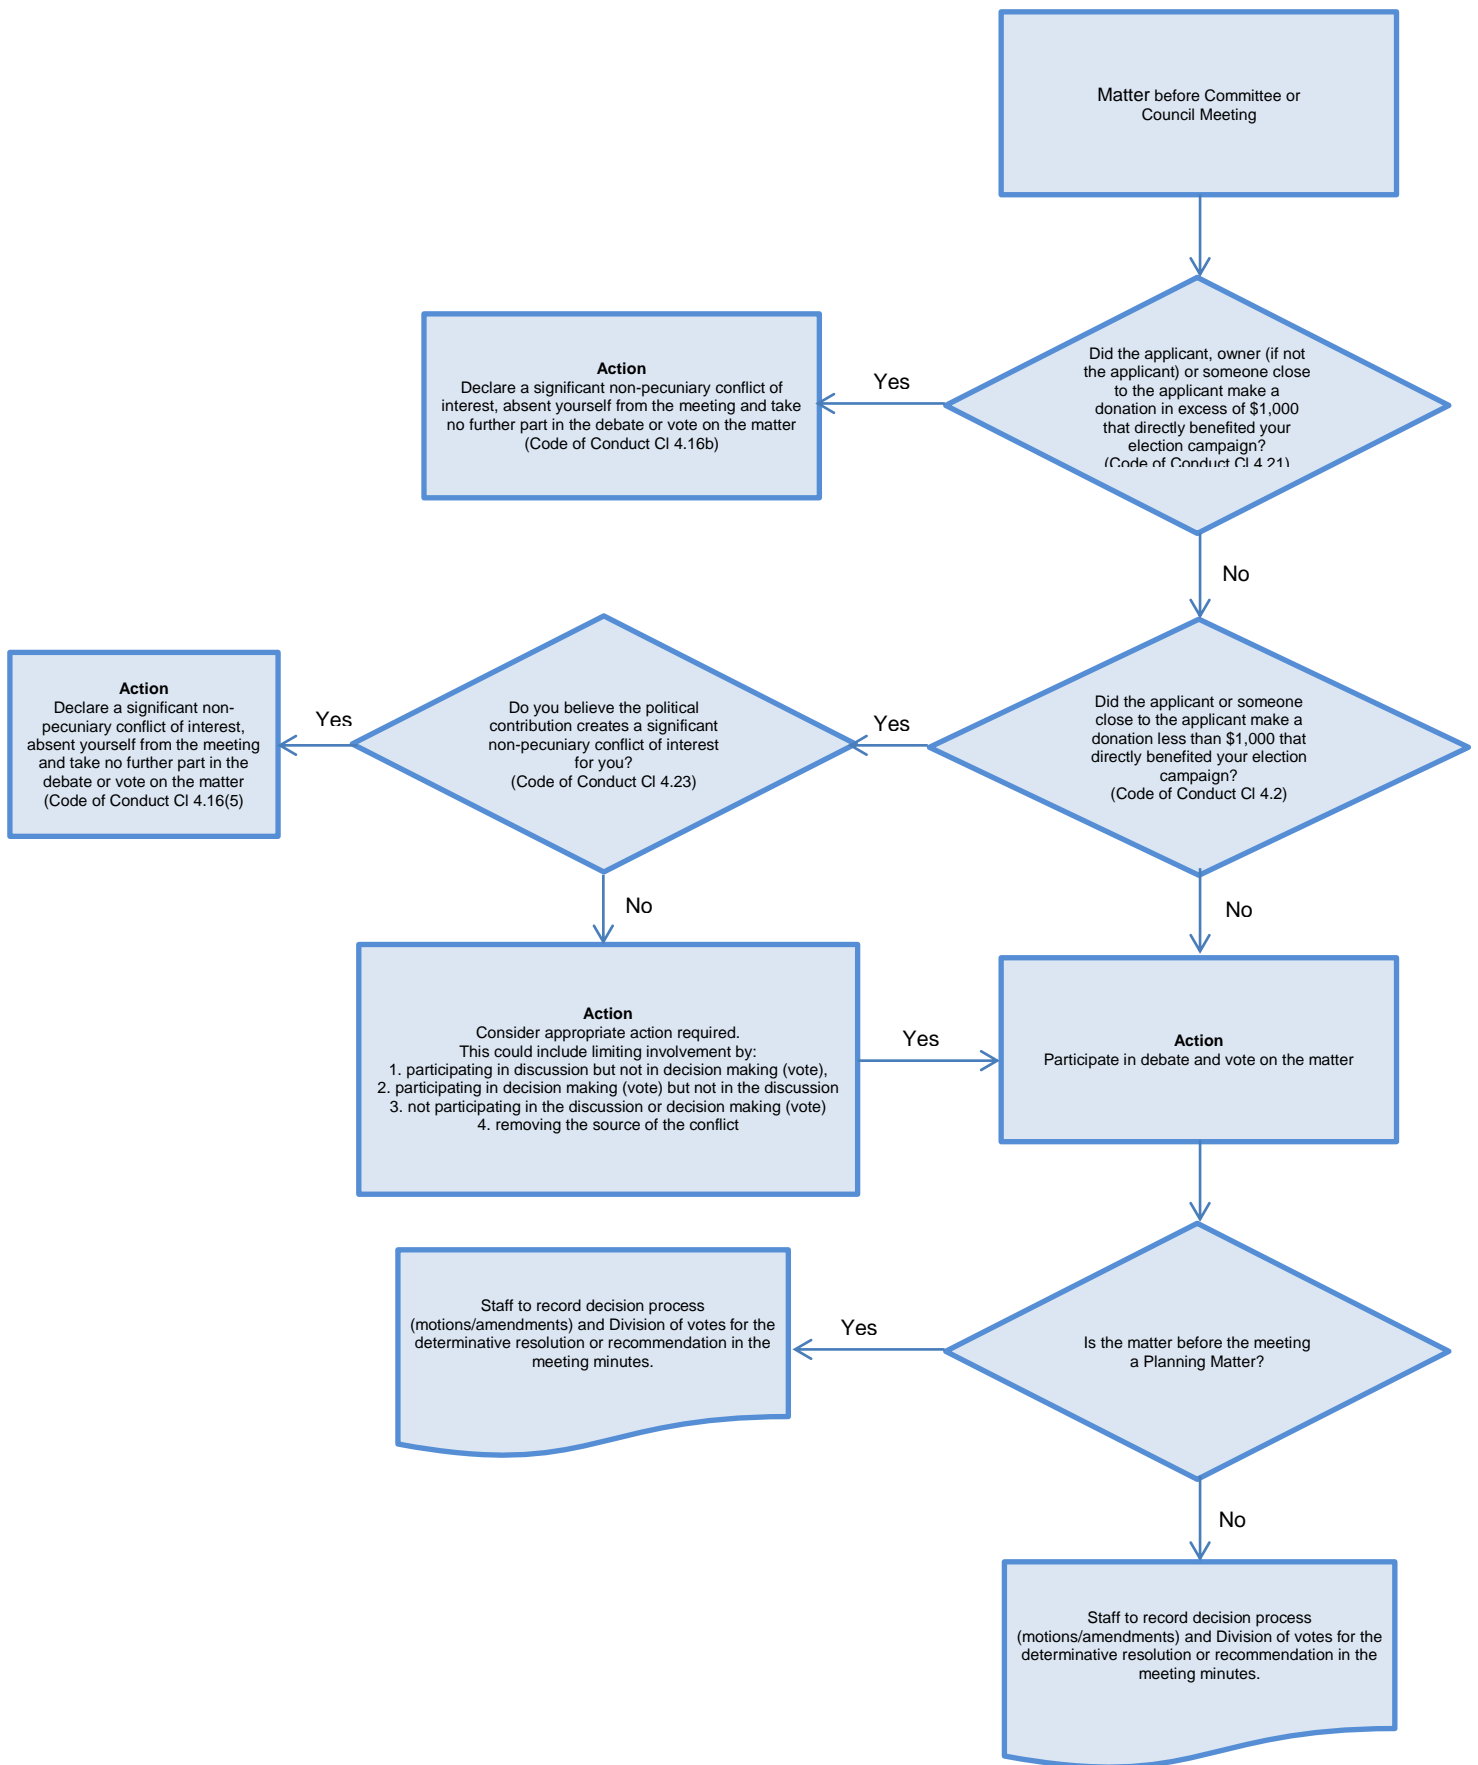 Matter before Committee or
Council Meeting
Did the applicant, owner (if not
the applicant) or someone close
to the applicant make a
donation in excess of $1,000
that directly benefited your
election campaign?
(Code of Conduct Cl 4.21)
Yes
Action
Declare a significant non-pecuniary conflict of
interest, absent yourself from the meeting and take
no further part in the debate or vote on the matter
(Code of Conduct Cl 4.16b)
No
Did the applicant or someone
close to the applicant make a
donation less than $1,000 that
directly benefited your election
campaign?
(Code of Conduct Cl 4.2)
Yes
Do you believe the political
contribution creates a significant
non-pecuniary conflict of interest
for you?
(Code of Conduct Cl 4.23)
Yes
Action
Declare a significant non-
pecuniary conflict of interest,
absent yourself from the meeting
and take no further part in the
debate or vote on the matter
(Code of Conduct Cl 4.16(5)
No
No
Action
Consider appropriate action required.
This could include limiting involvement by:
1. participating in discussion but not in decision making (vote),
2. participating in decision making (vote) but not in the discussion
3. not participating in the discussion or decision making (vote)
4. removing the source of the conflict
Yes
Action
Participate in debate and vote on the matter
Is the matter before the meeting
a Planning Matter?
Yes
Staff to record decision process
(motions/amendments) and Division of votes for the
determinative resolution or recommendation in the
meeting minutes.
No
Staff to record decision process
(motions/amendments) and Division of votes for the
determinative resolution or recommendation in the
meeting minutes.